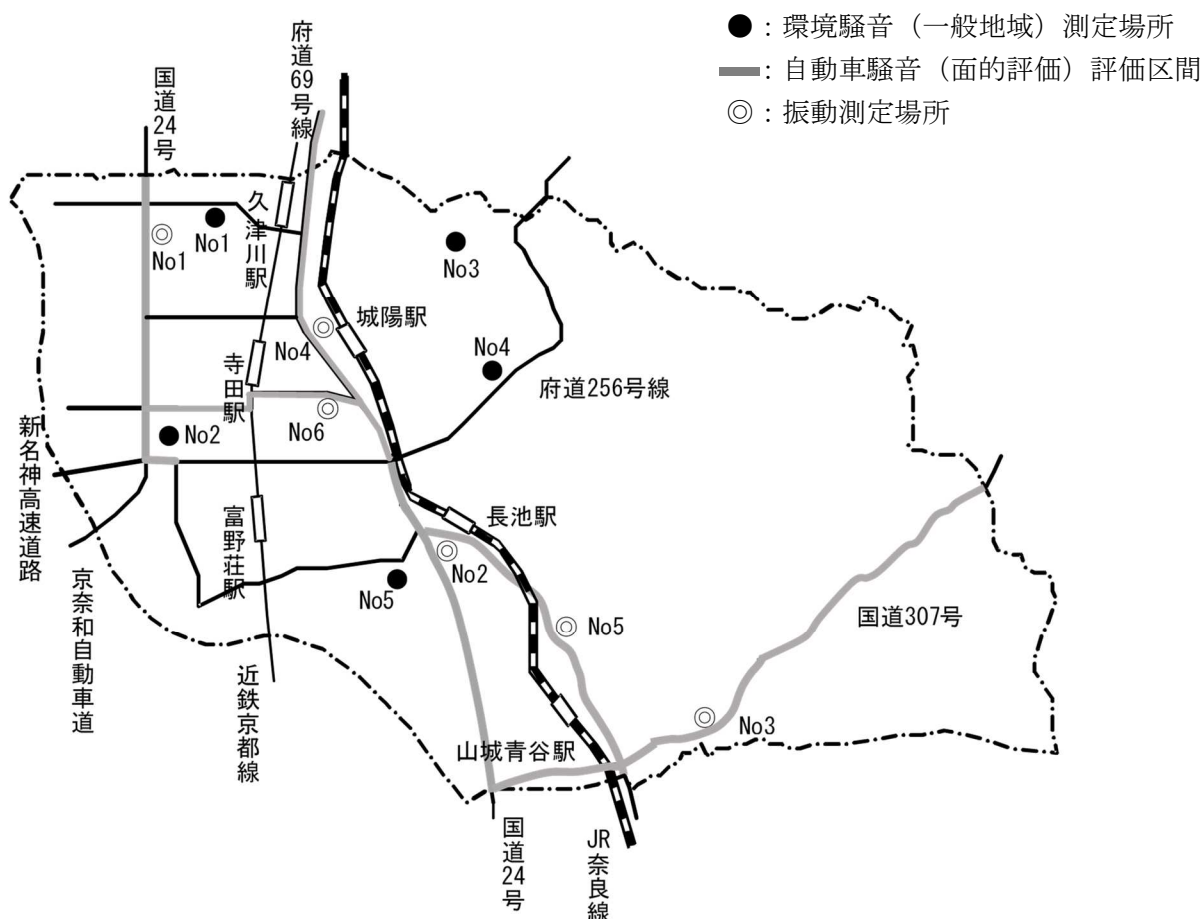 ●：環境騒音（一般地域）測定場所
：自動車騒音（面的評価）評価区間
◎：振動測定場所
府道69号線
国道24号
久津川駅
No1
No1
No3
城陽駅
No4
No4
寺田駅
府道256号線
No6
No2
新名神高速道路
富野荘駅
長池駅
No2
No5
京奈和自動車道
No5
国道307号
近鉄京都線
No3
山城青谷駅
国道24号
JR奈良線